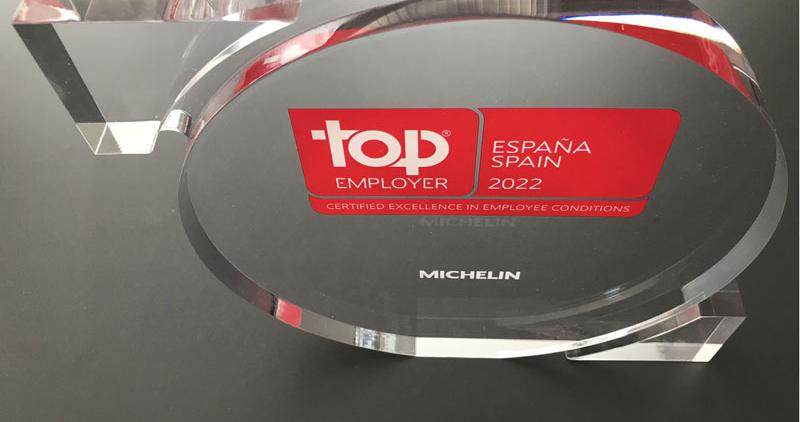 top®
EMPLOYER
ESPAÑA
SPAIN
2022
CERTIFIED EXCELLENCE IN EMPLOYEE CONDITIONS
MICHELIN